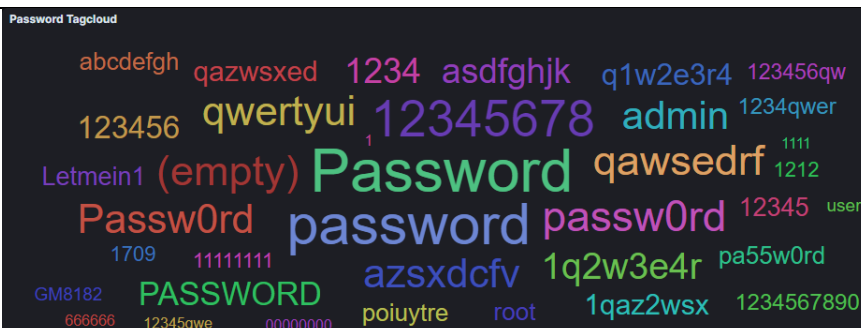 Password Tagcloud
abcdefgh qazwsxed 1234 asdfghjk q1w2e3r4 123456qw
123456 qwertyui 12345678 admin 1234qwer
1 1111
Letmein1 (empty) Password qawsedrf 1212
Passw0rd password passw0rd 12345 user
1709 11111111 azsxdcfv 1q2w3e4r pa55w0rd
GM8182 PASSWORD poiuytre root 1qaz2wsx 1234567890
666666 12345qwe 00000000